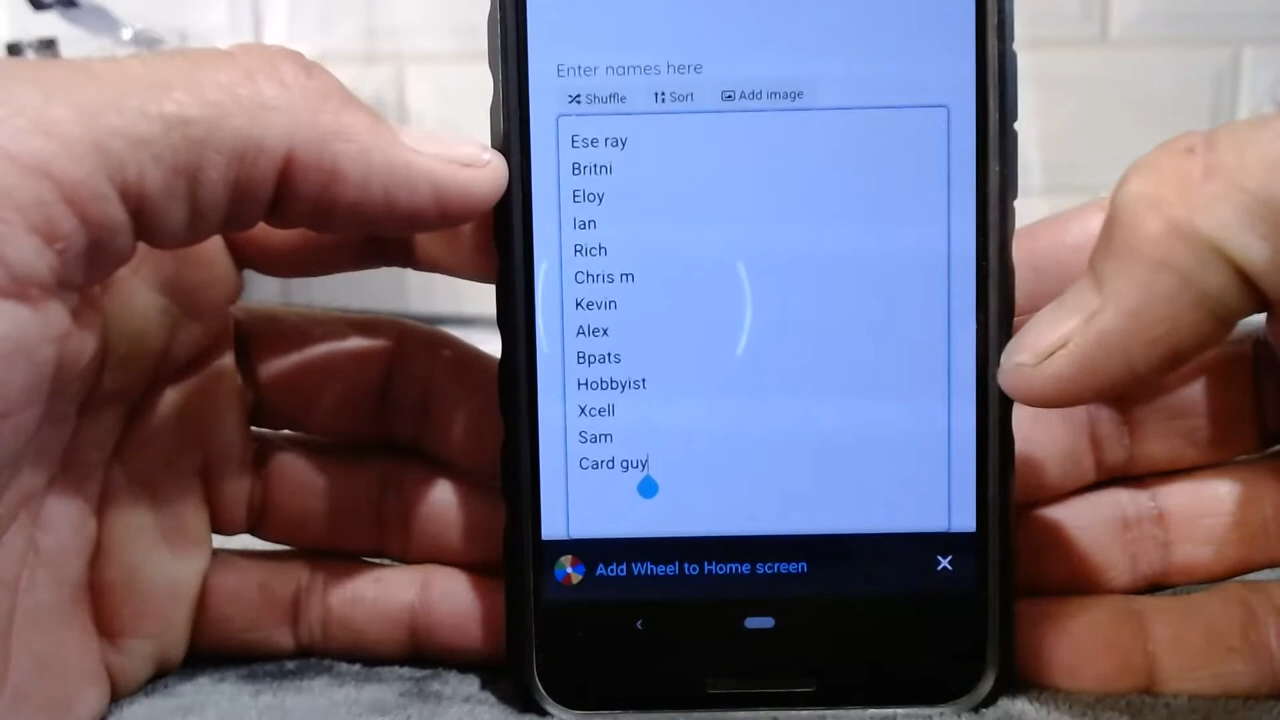 Enter names here
Shuffle Sort Add image
Ese ray
Britni
Eloy
Ian
Rich
Chris m
Kevin
Alex
Bpats
Hobbyist
Xcell
Sam
Card guy
Add Wheel to Home screen